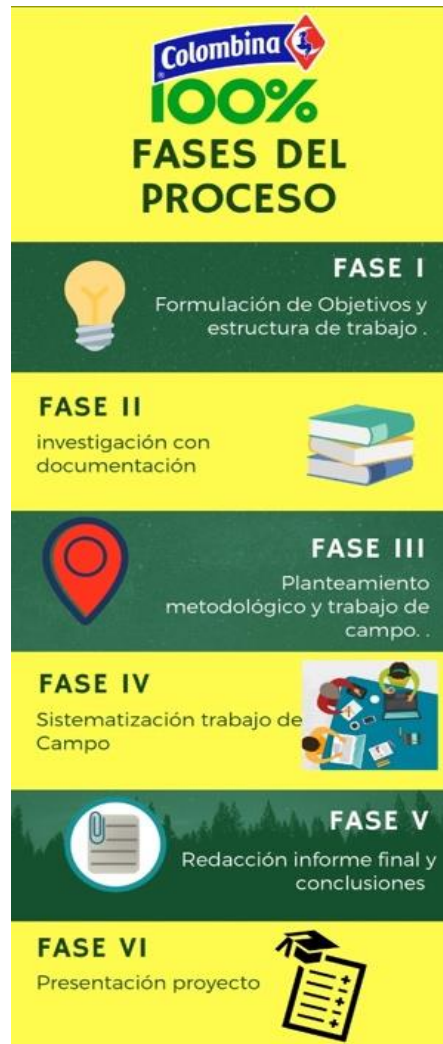 Colombina
100%
FASES DEL
PROCESO
FASE I
Formulación de Objetivos y
estructura de trabajo .
FASE II
investigación con
documentación
FASE III
Planteamiento
metodológico y trabajo de
campo. .
FASE IV
Sistematización trabajo de
Campo
FASE V
Redacción informe final y
conclusiones
FASE VI
Presentación proyecto